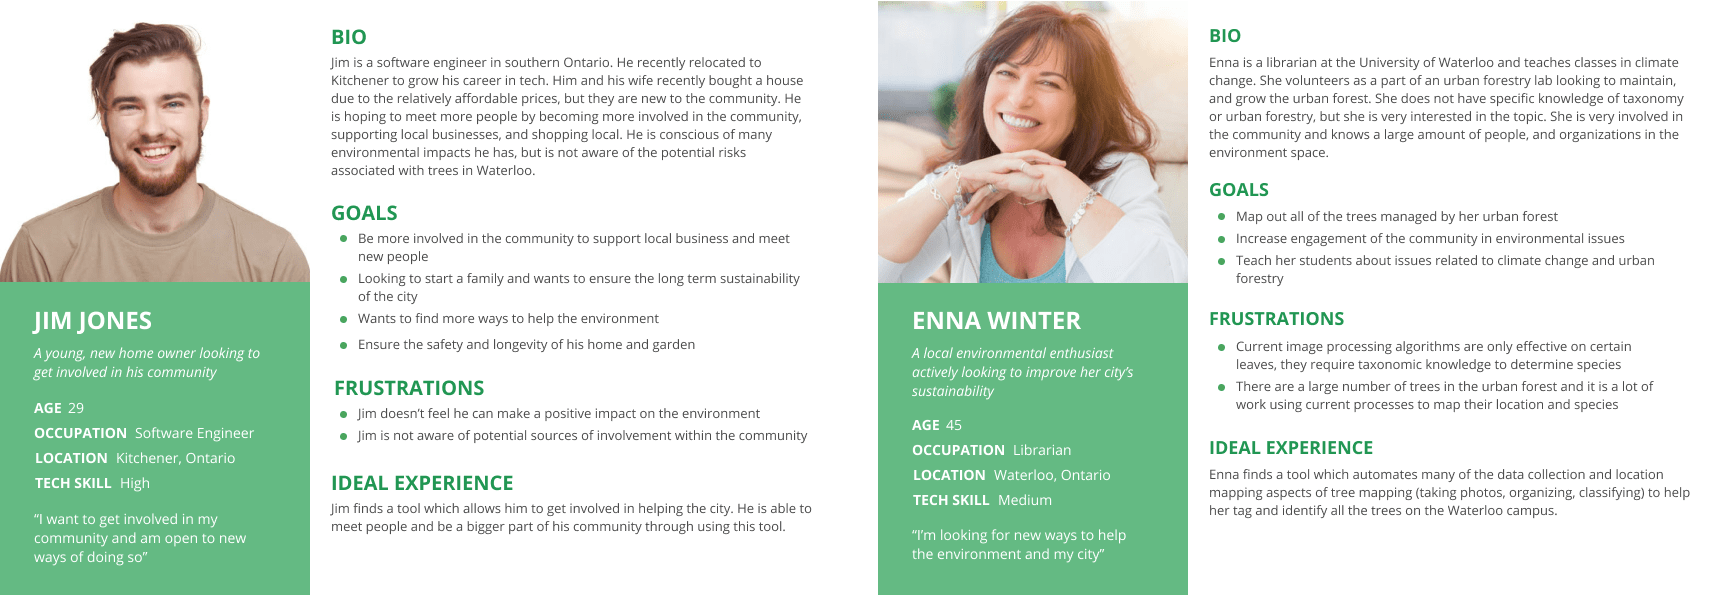 JIM JONES
A young, new home owner looking to
get involved in his community
AGE 29
OCCUPATION Software Engineer
LOCATION Kitchener, Ontario
TECH SKILL High
“I want to get involved in my
community and am open to new
ways of doing so”
BIO
Jim is a software engineer in southern Ontario. He recently relocated to
Kitchener to grow his career in tech. Him and his wife recently bought a house
due to the relatively affordable prices, but they are new to the community. He
is hoping to meet more people by becoming more involved in the community,
supporting local businesses, and shopping local. He is conscious of many
environmental impacts he has, but is not aware of the potential risks
associated with trees in Waterloo.
GOALS
Be more involved in the community to support local business and meet
new people
Looking to start a family and wants to ensure the long term sustainability
of the city
Wants to find more ways to help the environment
Ensure the safety and longevity of his home and garden
FRUSTRATIONS
Jim doesn’t feel he can make a positive impact on the environment
Jim is not aware of potential sources of involvement within the community
IDEAL EXPERIENCE
Jim finds a tool which allows him to get involved in helping the city. He is able to
meet people and be a bigger part of his community through using this tool.
ENNA WINTER
A local environmental enthusiast
actively looking to improve her city’s
sustainability
AGE 45
OCCUPATION Librarian
LOCATION Waterloo, Ontario
TECH SKILL Medium
“I’m looking for new ways to help
the environment and my city”
BIO
Enna is a librarian at the University of Waterloo and teaches classes in climate
change. She volunteers as a part of an urban forestry lab looking to maintain,
and grow the urban forest. She does not have specific knowledge of taxonomy
or urban forestry, but she is very interested in the topic. She is very involved in
the community and knows a large amount of people, and organizations in the
environment space.
GOALS
Map out all of the trees managed by her urban forest
Increase engagement of the community in environmental issues
Teach her students about issues related to climate change and urban
forestry
FRUSTRATIONS
Current image processing algorithms are only effective on certain
leaves, they require taxonomic knowledge to determine species
There are a large number of trees in the urban forest and it is a lot of
work using current processes to map their location and species
IDEAL EXPERIENCE
Enna finds a tool which automates many of the data collection and location
mapping aspects of tree mapping (taking photos, organizing, classifying) to help
her tag and identify all the trees on the Waterloo campus.